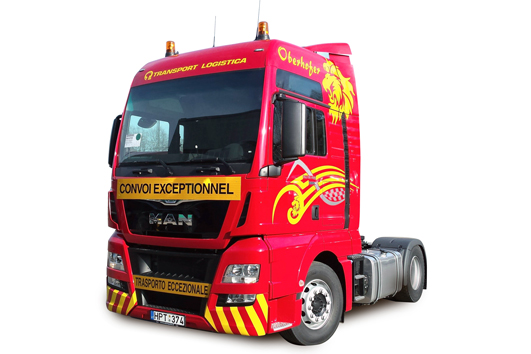 TRANSPORT LOGISTICA
Oberhofer
CONVOI EXCEPTIONNEL
MAN
TRASPORTO ECCEZIONALE
HPT:374